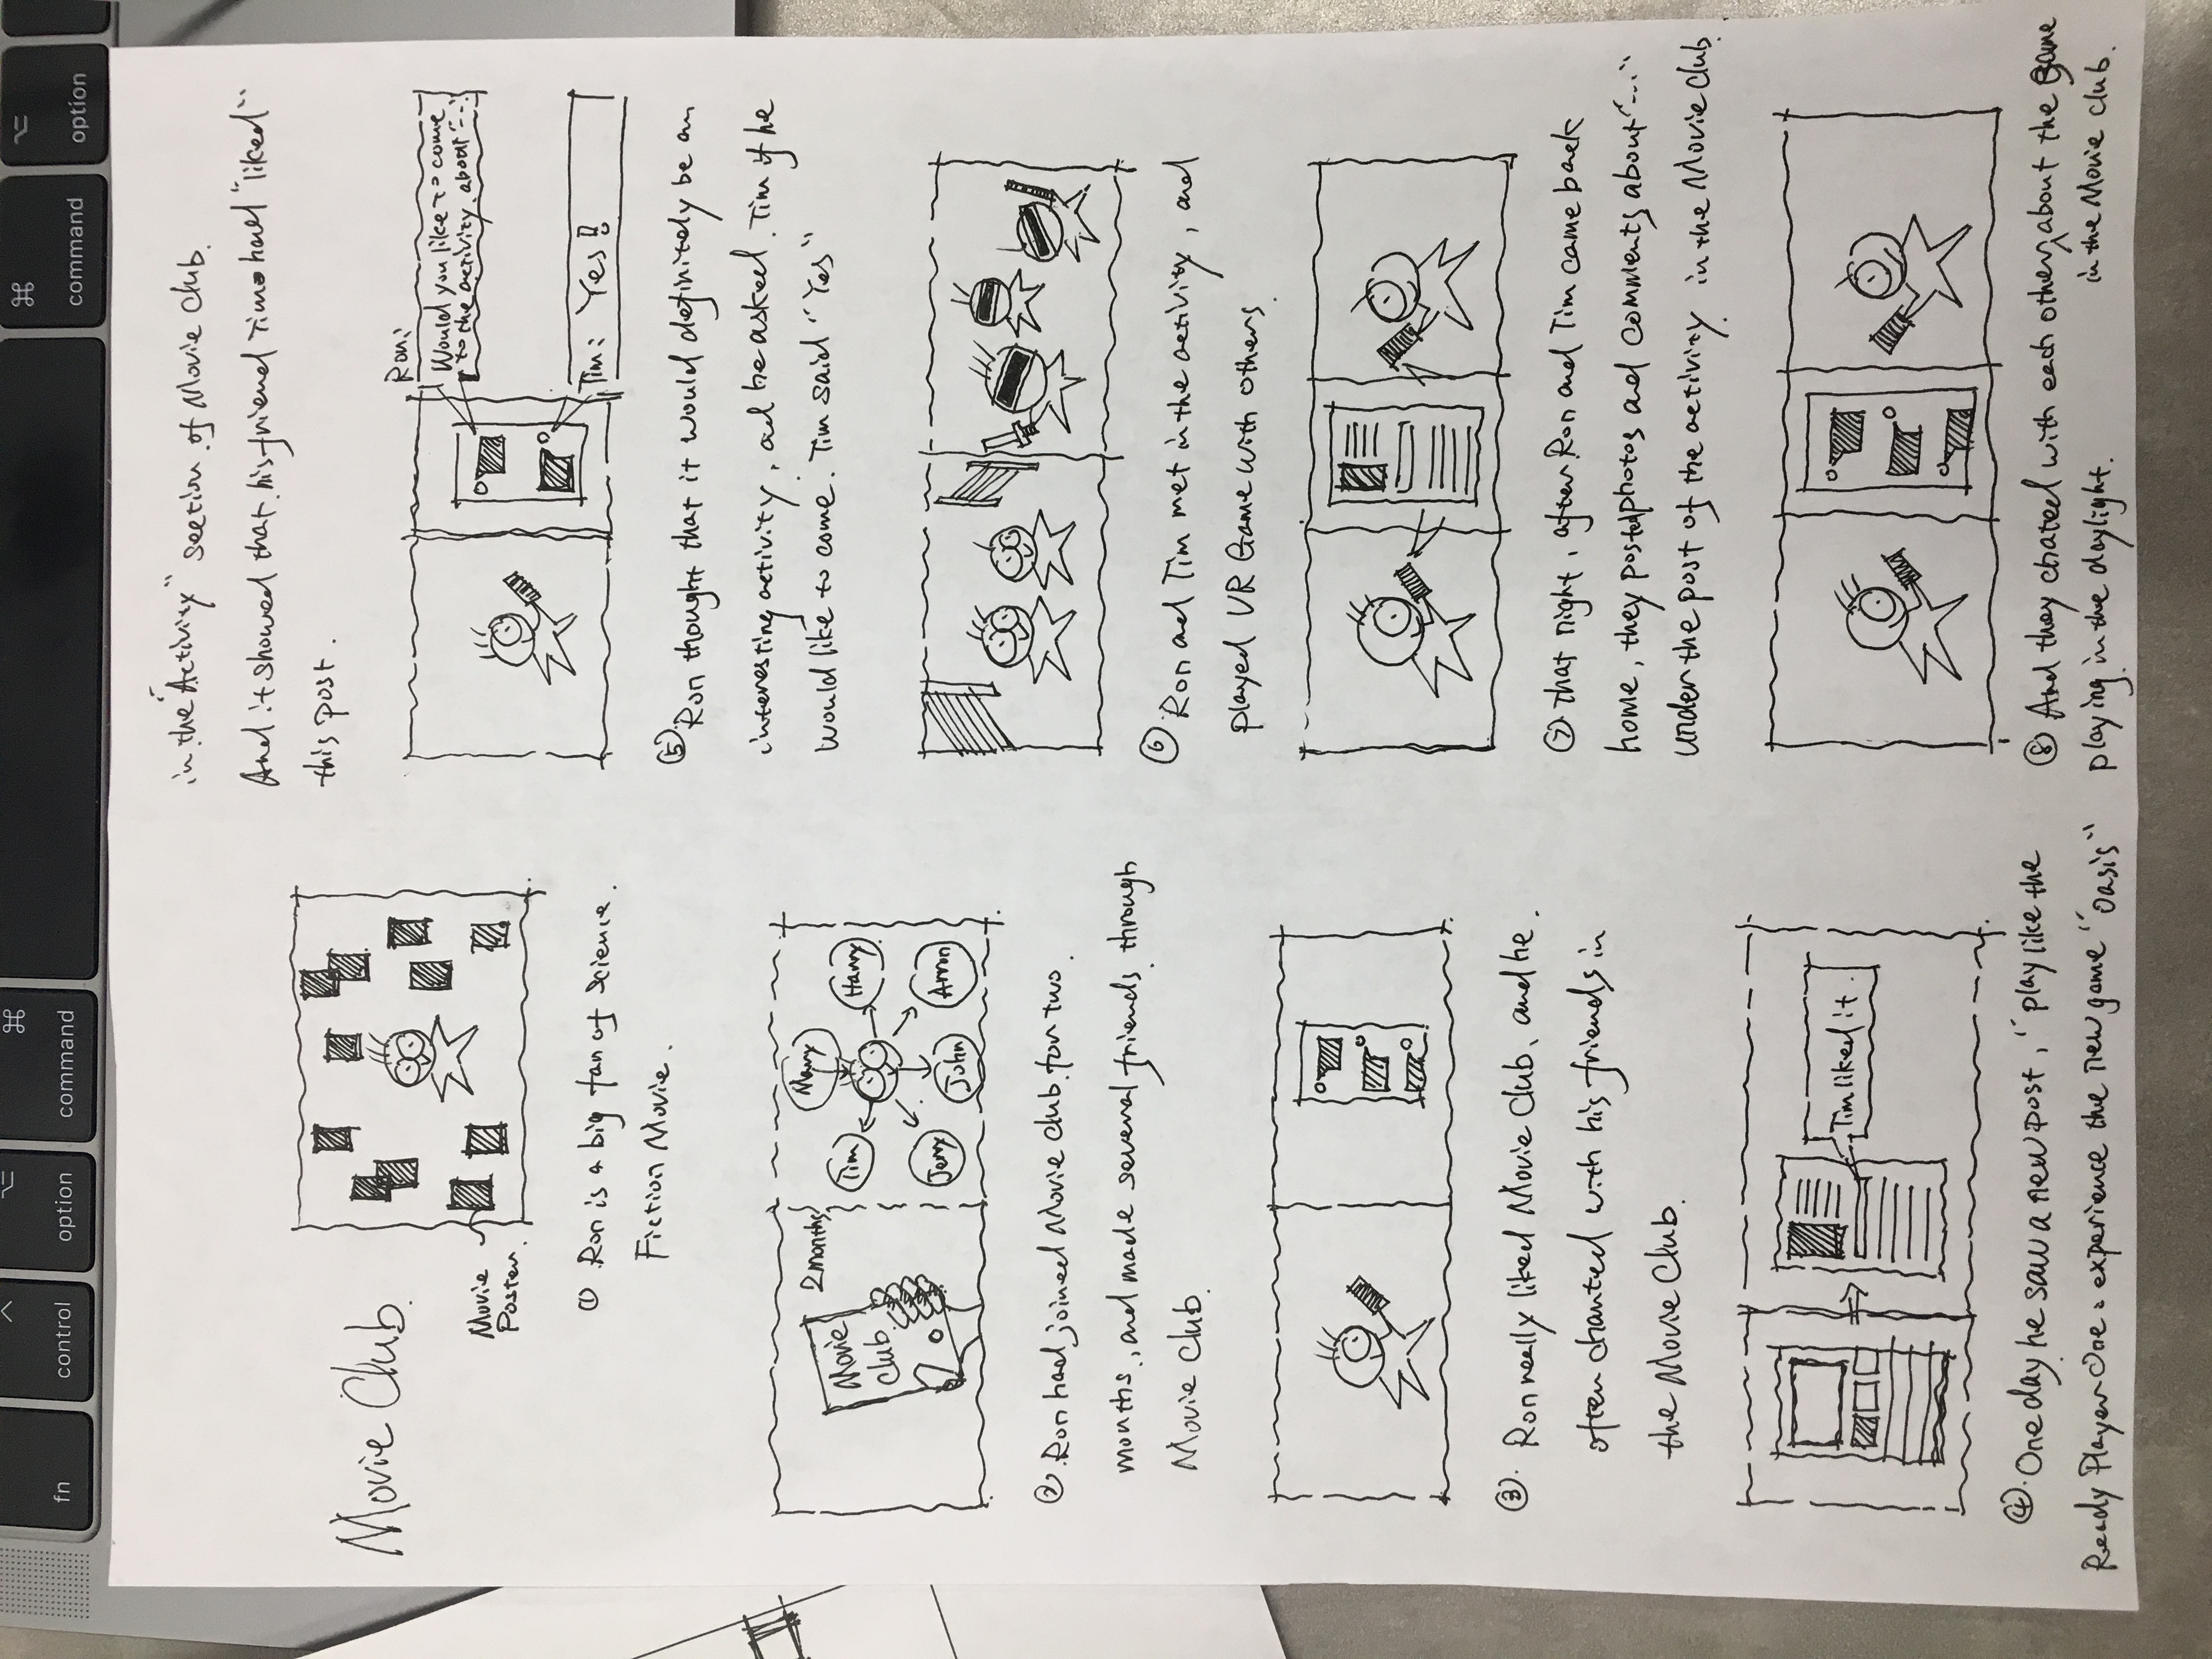 fn
control
option
⌘
command
⌘
command
option
Movie Club.
Movie
Poster.
① Ron is a big fan of Science.
Fiction Movie.
Movie
Club.
2 months
Tim
Harry
Jerry
John
Arron
② Ron had joined Movie Club for two
months, and made several friends through
Movie Club.
③. Ron really liked Movie Club, and he
often chanted with his friends in
the Movie Club.
Tim liked it.
④. One day he saw a new post, "play like the
Ready Player One: experience the new game "Oasis"
in the "Activity" section of Movie Club.
And it showed that his friend Tim had "liked"
this post.
Ron:
Would you like to come
to the activity about "---"
Tim: Yes!!
⑤. Ron thought that it would definitely be an
interesting activity, and he asked Tim if he
would like to come. Tim said "Yes"
⑥ Ron and Tim met in the activity, and
played VR Game with others.
⑦ That night, after Ron and Tim came back
home, they posted photos and comments about "---"
under the post of the activity in the Movie Club.
⑧ And they chated with each other, about the Game
playing in the daylight. in the Movie Club.